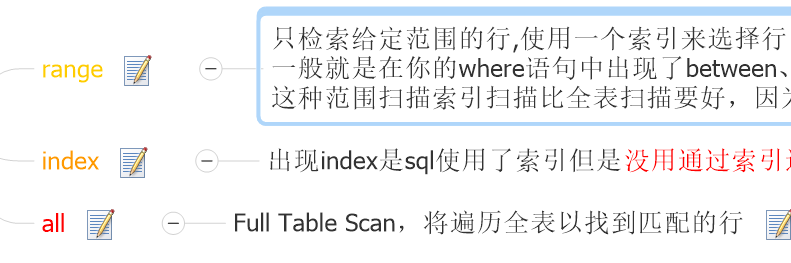 只检索给定范围的行,使用一个索引来选择行
range
一般就是在你的where语句中出现了between、
这种范围扫描索引扫描比全表扫描要好，因
index
出现index是sql使用了索引但是没用通过索引
all
Full Table Scan，将遍历全表以找到匹配的行